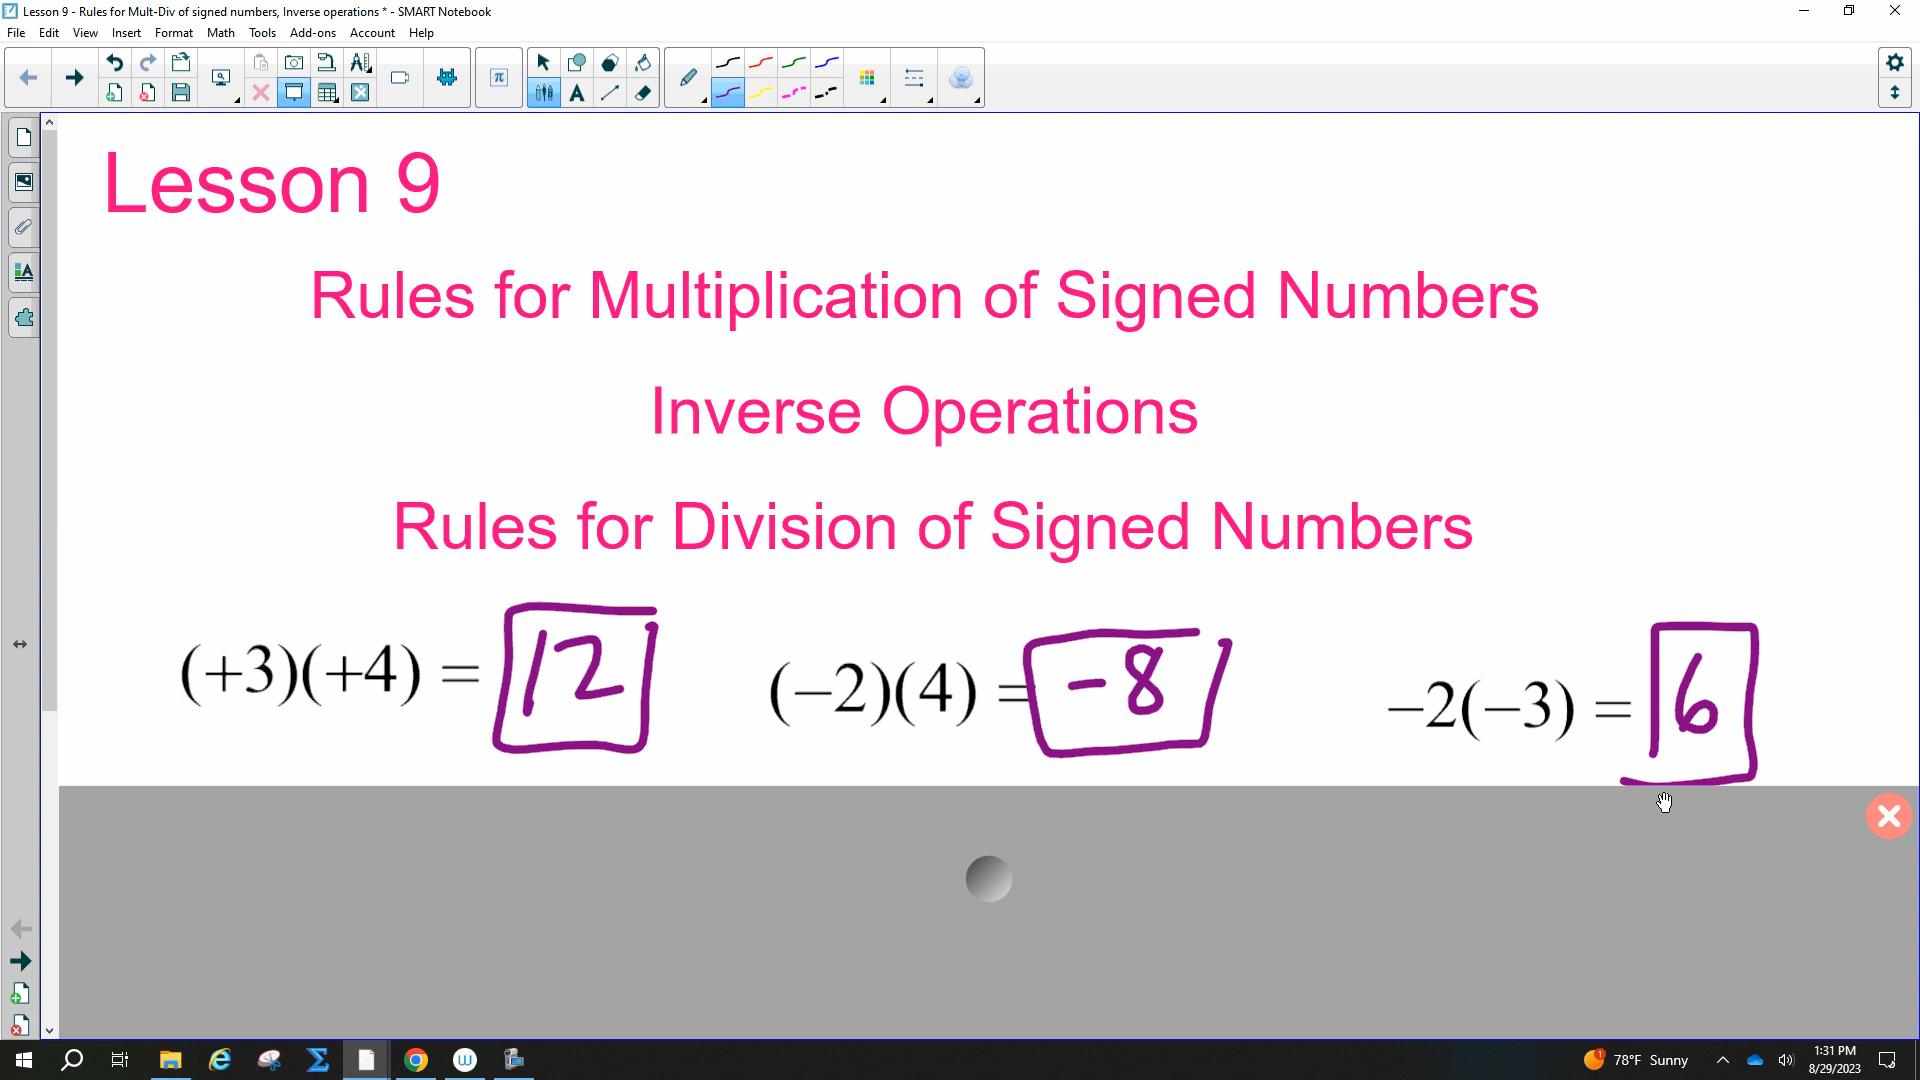 Lesson 9 - Rules for Mult-Div of signed numbers, Inverse operations * - SMART Notebook
File Edit View Insert Format Math Tools Add-ons Account Help
Lesson 9
Rules for Multiplication of Signed Numbers
Inverse Operations
Rules for Division of Signed Numbers
(+3)(+4) = 12 (−2)(4) = -8 −2(−3) = 6
78°F Sunny
1:31 PM
8/29/2023